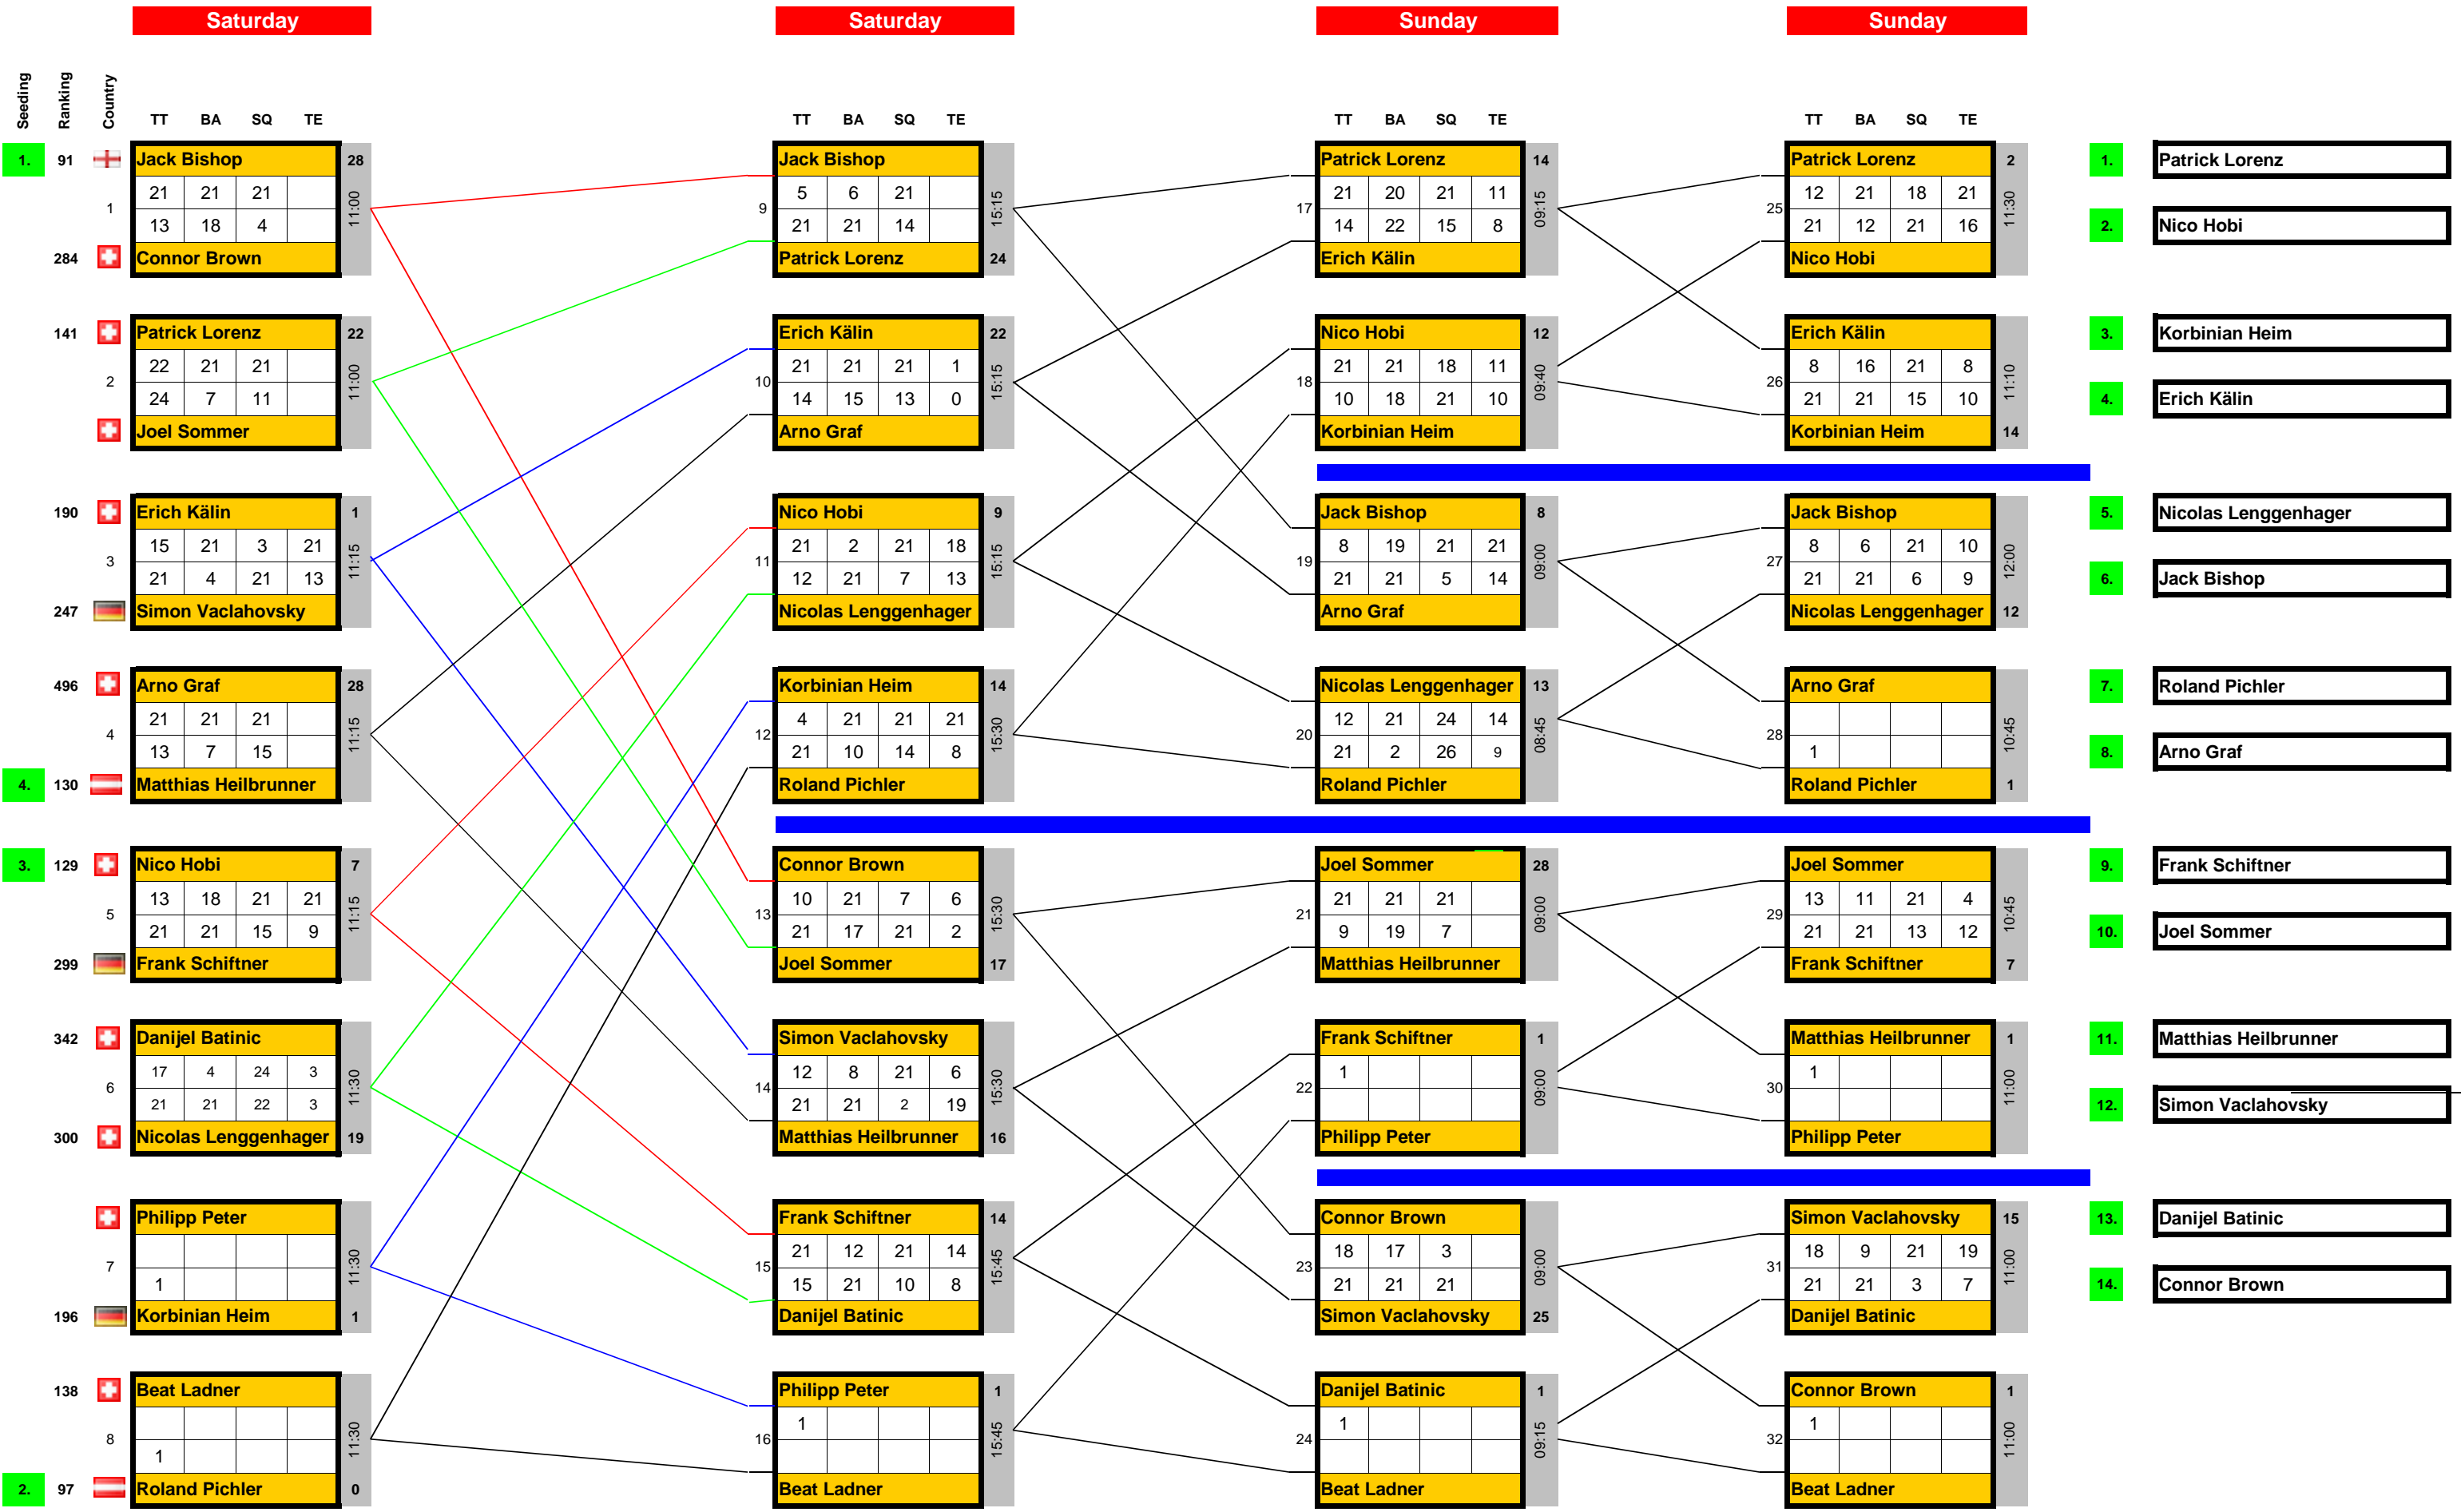 Saturday Saturday Sunday Sunday
Seeding Ranking Country
TT BA SQ TE TT BA SQ TE TT BA SQ TE TT BA SQ TE
1. 91 Jack Bishop 28 Jack Bishop Patrick Lorenz 14 Patrick Lorenz 2 1. Patrick Lorenz
21 21 21 5 6 21 21 20 21 11 12 21 18 21
1 11:00 9 15:15 17 09:15 25 11:30
13 18 4 21 21 14 14 22 15 8 21 12 21 16 2. Nico Hobi
284 Connor Brown Patrick Lorenz 24 Erich Kälin Nico Hobi
141 Patrick Lorenz 22 Erich Kälin 22 Nico Hobi 12 Erich Kälin 3. Korbinian Heim
22 21 21 21 21 21 1 21 21 18 11 8 16 21 8
2 11:00 10 15:15 18 09:40 26 11:10
24 7 11 14 15 13 0 10 18 21 10 21 21 15 10 4. Erich Kälin
Joel Sommer Arno Graf Korbinian Heim Korbinian Heim 14
190 Erich Kälin 1 Nico Hobi 9 Jack Bishop 8 Jack Bishop 5. Nicolas Lenggenhager
15 21 3 21 21 2 21 18 8 19 21 21 8 6 21 10
3 11:15 11 15:15 19 09:00 27 12:00
21 4 21 13 12 21 7 13 21 21 5 14 21 21 6 9 6. Jack Bishop
247 Simon Vaclahovsky Nicolas Lenggenhager Arno Graf Nicolas Lenggenhager 12
496 Arno Graf 28 Korbinian Heim 14 Nicolas Lenggenhager 13 Arno Graf 7. Roland Pichler
21 21 21 4 21 21 21 12 21 24 14
4 11:15 12 15:30 20 08:45 28 10:45
13 7 15 21 10 14 8 21 2 26 9 1 8. Arno Graf
4. 130 Matthias Heilbrunner Roland Pichler Roland Pichler Roland Pichler 1
3. 129 Nico Hobi 7 Connor Brown Joel Sommer 28 Joel Sommer 9. Frank Schiftner
13 18 21 21 10 21 7 6 21 21 21 13 11 21 4
5 11:15 13 15:30 21 09:00 29 10:45
21 21 15 9 21 17 21 2 9 19 7 21 21 13 12 10. Joel Sommer
299 Frank Schiftner Joel Sommer 17 Matthias Heilbrunner Frank Schiftner 7
342 Danijel Batinic Simon Vaclahovsky Frank Schiftner 1 Matthias Heilbrunner 1 11. Matthias Heilbrunner
17 4 24 3 12 8 21 6 1 1
6 11:30 14 15:30 22 09:00 30 11:00
21 21 22 3 21 21 2 19 12. Simon Vaclahovsky
300 Nicolas Lenggenhager 19 Matthias Heilbrunner 16 Philipp Peter Philipp Peter
Philipp Peter Frank Schiftner 14 Connor Brown Simon Vaclahovsky 15 13. Danijel Batinic
21 12 21 14 18 17 3 18 9 21 19
7 11:30 15 15:45 23 09:00 31 11:00
1 15 21 10 8 21 21 21 21 21 3 7 14. Connor Brown
196 Korbinian Heim 1 Danijel Batinic Simon Vaclahovsky 25 Danijel Batinic
138 Beat Ladner Philipp Peter 1 Danijel Batinic 1 Connor Brown 1
1 1 1
8 11:30 16 15:45 24 09:15 32 11:00
1
2. 97 Roland Pichler 0 Beat Ladner Beat Ladner Beat Ladner